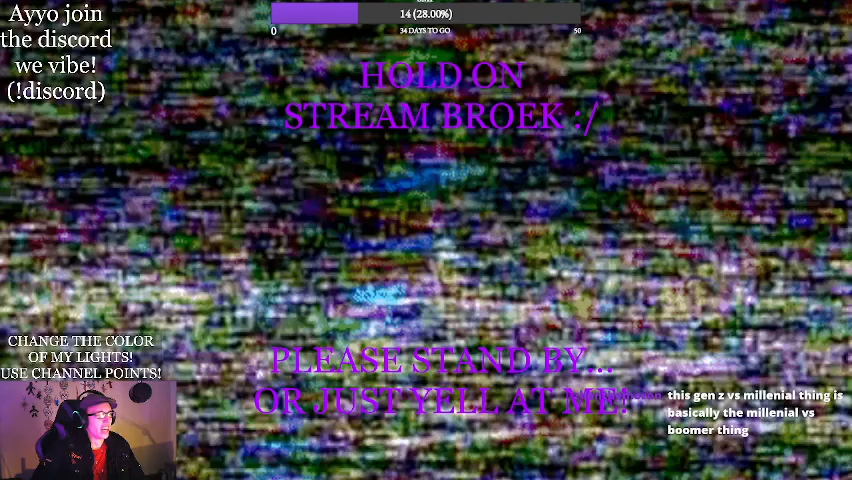 Ayyo join
the discord
we vibe!
(!discord)
14 (28.00%)
0
34 DAYS TO GO
50
HOLD ON
STREAM BROEK :/
CHANGE THE COLOR
OF MY LIGHTS!
USE CHANNEL POINTS!
PLEASE STAND BY...
OR JUST YELL AT ME!
this gen z vs millenial thing is
basically the millenial vs
boomer thing